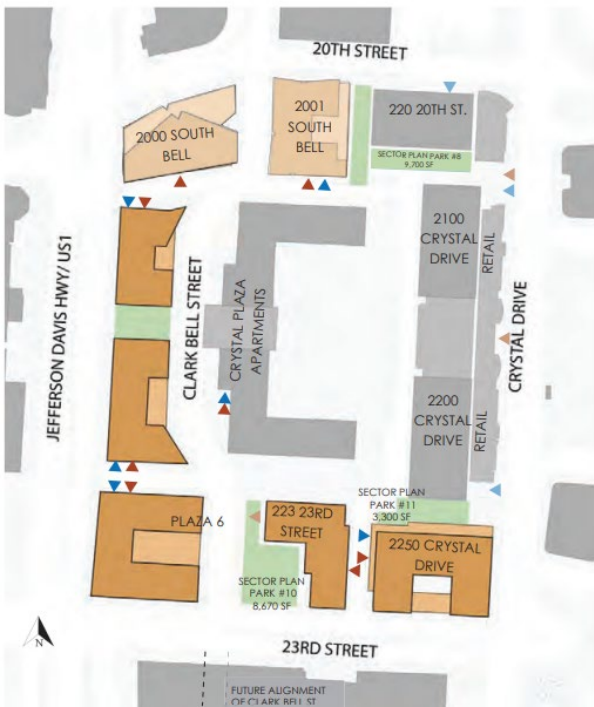 20TH STREET
2000 SOUTH
BELL
2001
SOUTH
BELL
220 20TH ST.
SECTOR PLAN PARK #8
9,700 SF
JEFFERSON DAVIS HWY/ US1
CLARK BELL STREET
CRYSTAL PLAZA
APARTMENTS
2100
CRYSTAL
DRIVE
RETAIL
CRYSTAL DRIVE
2200
CRYSTAL
DRIVE
RETAIL
SECTOR PLAN
PARK #11
3,300 SF
PLAZA 6
223 23RD
STREET
2250 CRYSTAL
DRIVE
SECTOR PLAN
PARK #10
8,670 SF
N
23RD STREET
FUTURE ALIGNMENT
OF CLARK BELL ST